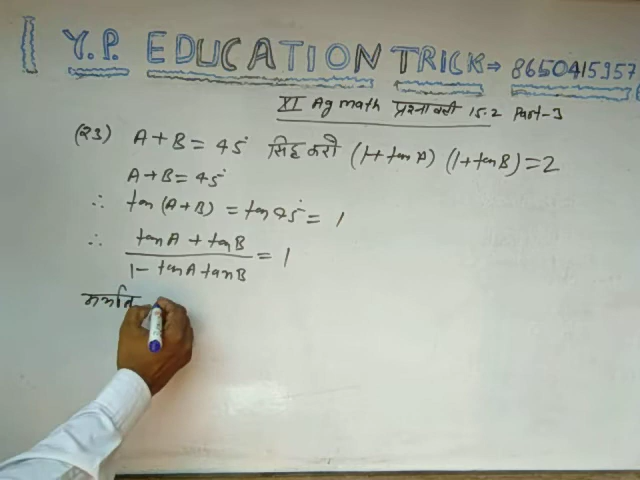 Y.P. EDUCATION TRICK → 8650415957
XI Ag math प्रश्नावली 15.2 Part-3
(23) A+B = 45° सिद्ध करो (1+tan A) (1+tan B) = 2
A+B = 45°
∴ tan (A+B) = tan 45° = 1
∴ tan A + tan B / 1 - tan A tan B = 1